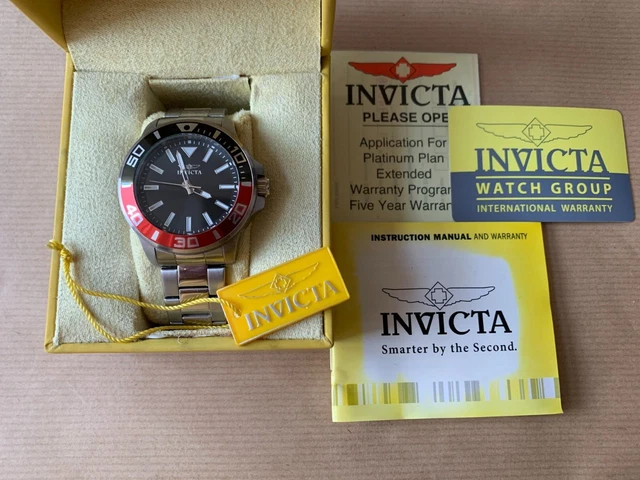 50
10
40
20
30
INVICTA
INVICTA
INVICTA
PLEASE OPE
Application For
Platinum Plan
Extended
Warranty Progra
Five Year Warran
INVICTA
WATCH GROUP
INTERNATIONAL WARRANTY
INSTRUCTION MANUAL AND WARRANTY
INVICTA
Smarter by the Second.